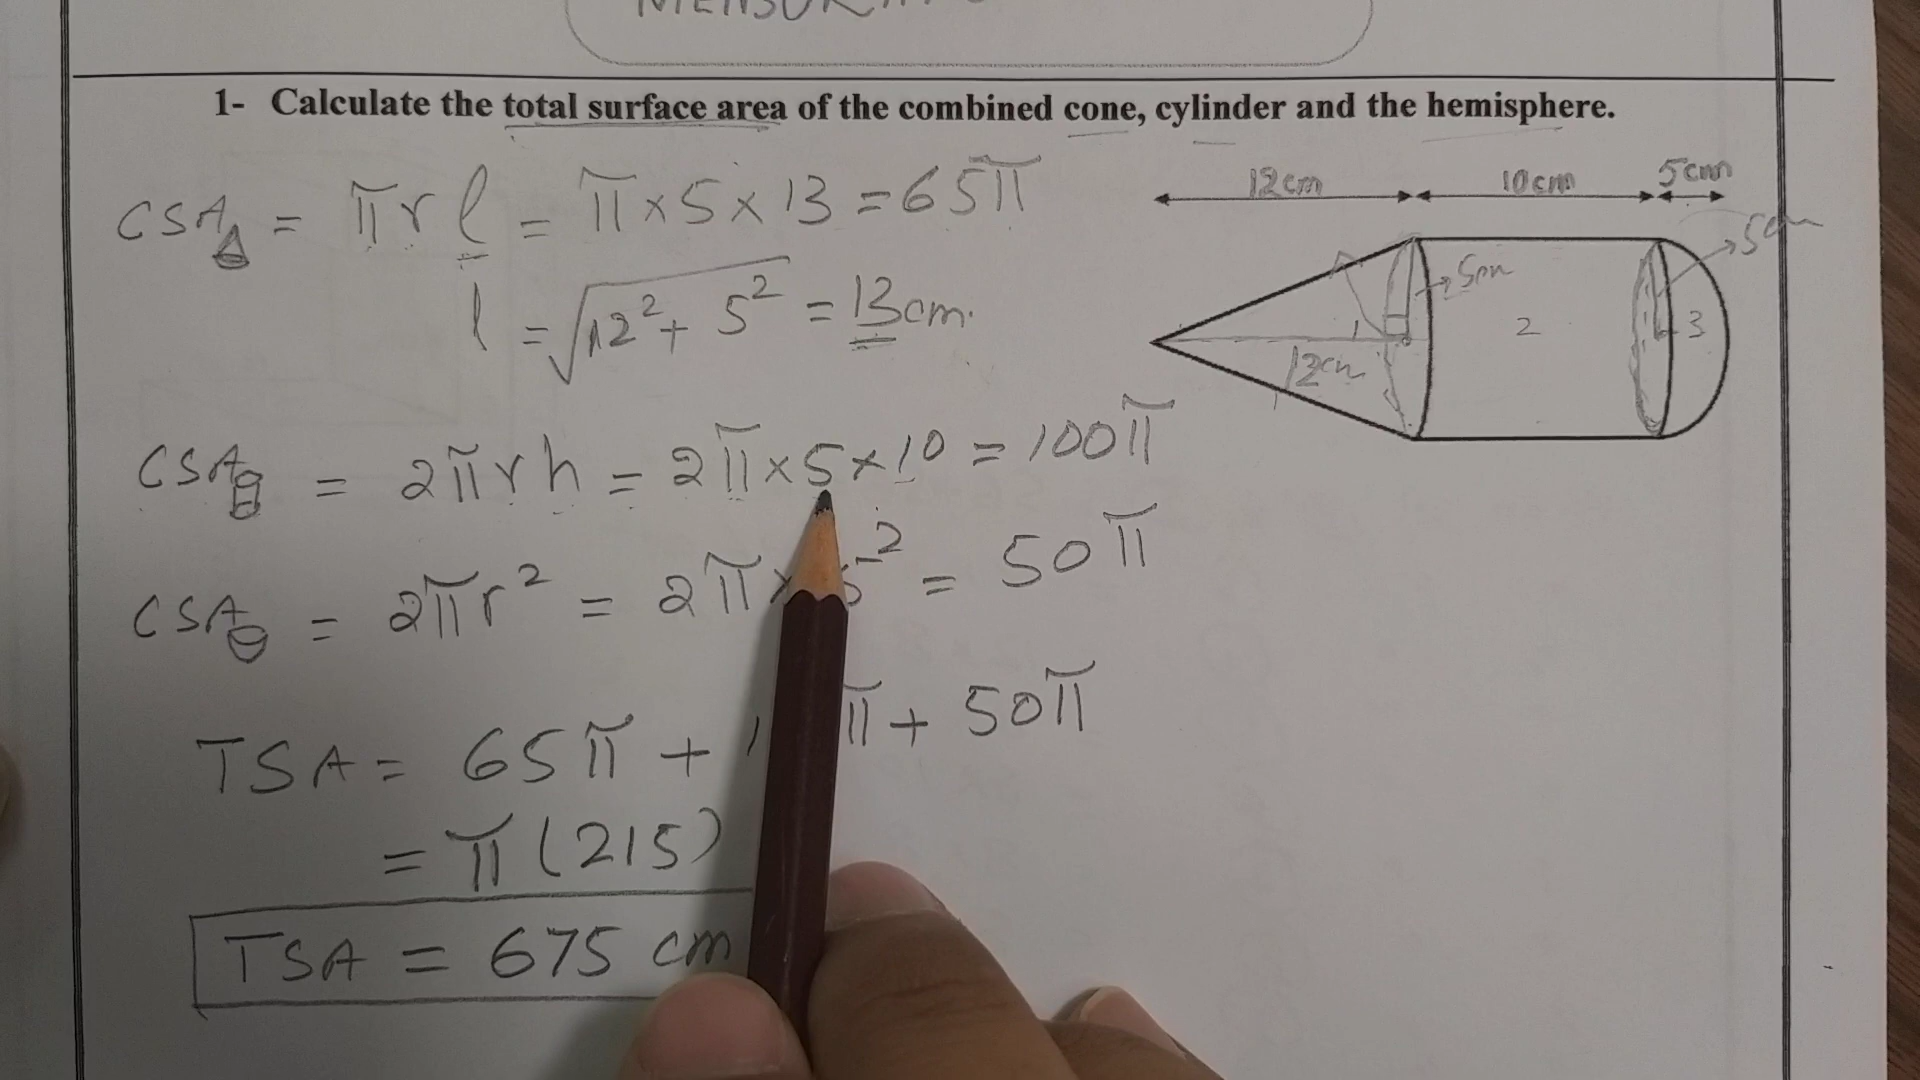 1- Calculate the total surface area of the combined cone, cylinder and the hemisphere.
12cm 10cm 5cm
CSA = πrl = π×5×13 = 65π
5cm
5cm
l = √12²+ 5² = 13cm.
2 3
12cm
CSA = 2πrh = 2π×5×10 = 100π
CSA = 2πr² = 2π× ² = 50π
TSA = 65π + π + 50π
= π(215)
TSA = 675 cm